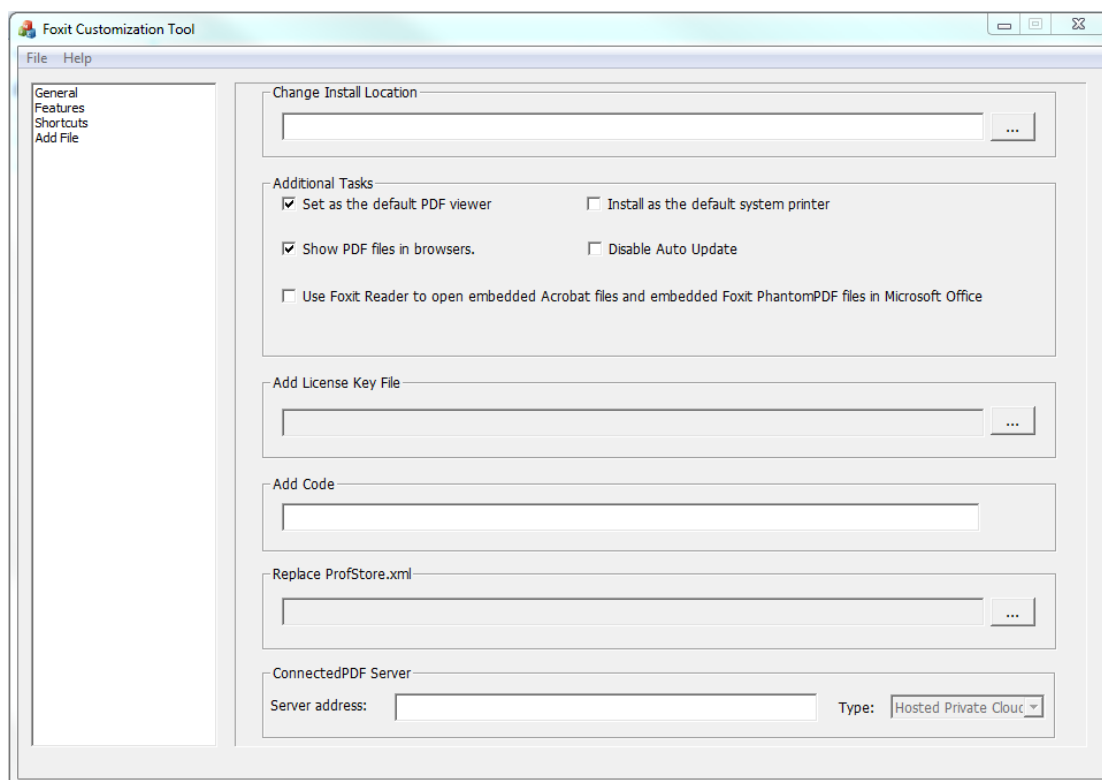 Foxit Customization Tool
File Help
General
Features
Shortcuts
Add File
Change Install Location
...
Additional Tasks
Set as the default PDF viewer
Install as the default system printer
Show PDF files in browsers.
Disable Auto Update
Use Foxit Reader to open embedded Acrobat files and embedded Foxit PhantomPDF files in Microsoft Office
Add License Key File
...
Add Code
Replace ProfStore.xml
...
ConnectedPDF Server
Server address:
Type: Hosted Private Clouc